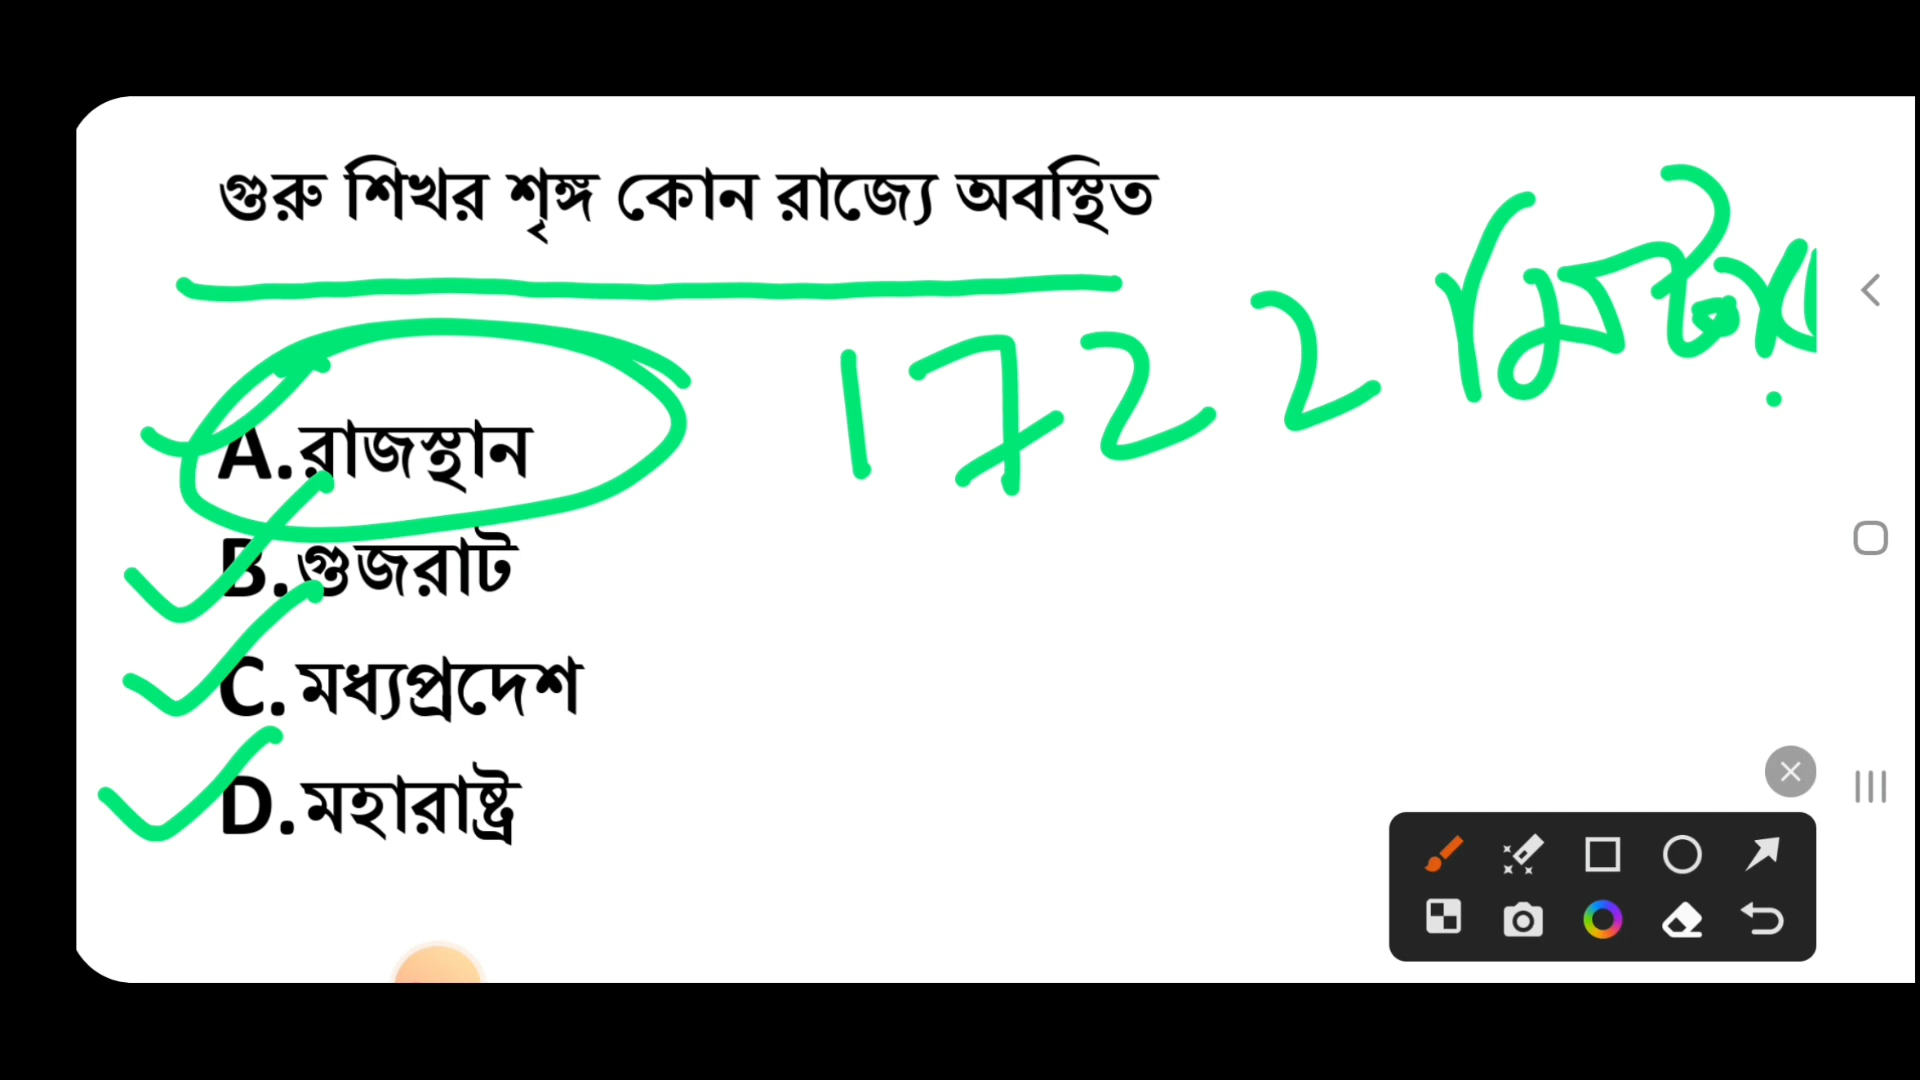 গুরু শিখর শৃঙ্গ কোন রাজ্যে অবস্থিত
1722 মিটার
A.রাজস্থান
B.গুজরাট
C.মধ্যপ্রদেশ
D.মহারাষ্ট্র